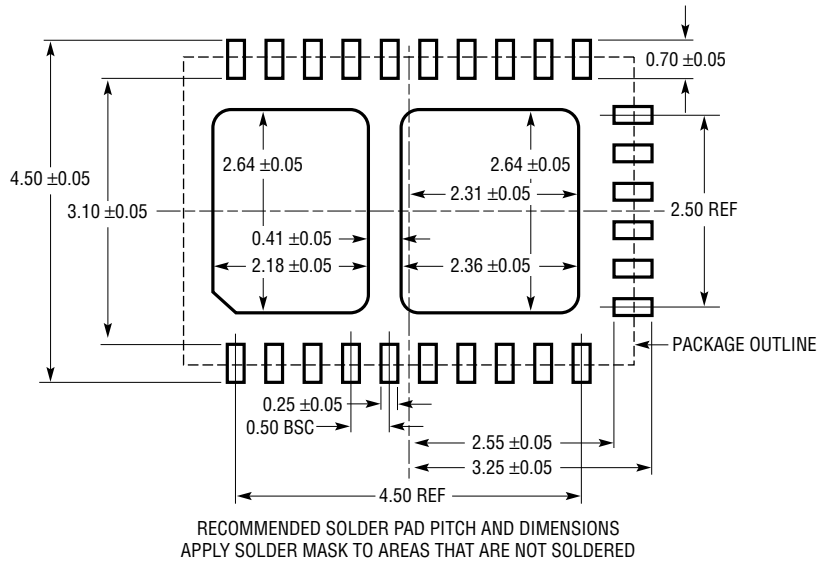 0.70 ±0.05
2.64 ±0.05
2.64 ±0.05
4.50 ±0.05
2.31 ±0.05
3.10 ±0.05
2.50 REF
0.41 ±0.05
2.18 ±0.05
2.36 ±0.05
PACKAGE OUTLINE
0.25 ±0.05
0.50 BSC
2.55 ±0.05
3.25 ±0.05
4.50 REF
RECOMMENDED SOLDER PAD PITCH AND DIMENSIONS
APPLY SOLDER MASK TO AREAS THAT ARE NOT SOLDERED